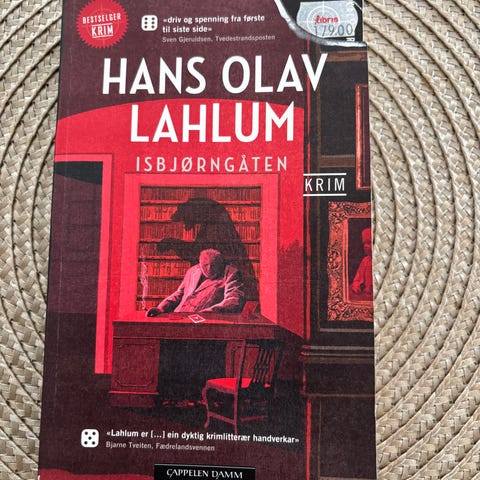 BESTSELGER
KRIM
«driv og spenning fra første
til siste side»
Sven Gjeruldsen, Tvedestrandsposten
libris
179.00
HANS OLAV
LAHLUM
ISBJØRNGÅTEN
KRIM
«Lahlum er [...] ein dyktig krimlitterær handverkar»
Bjarne Tveiten, Fædrelandsvennen
CAPPELEN DAMM